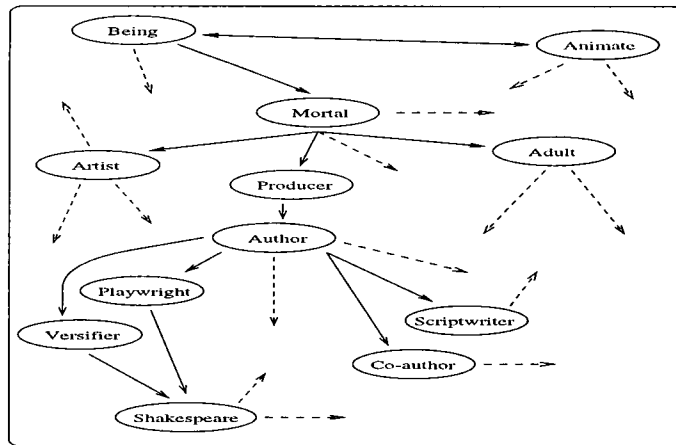 Being
Animate
Mortal
Artist
Adult
Producer
Author
Playwright
Versifier
Scriptwriter
Co-author
Shakespeare